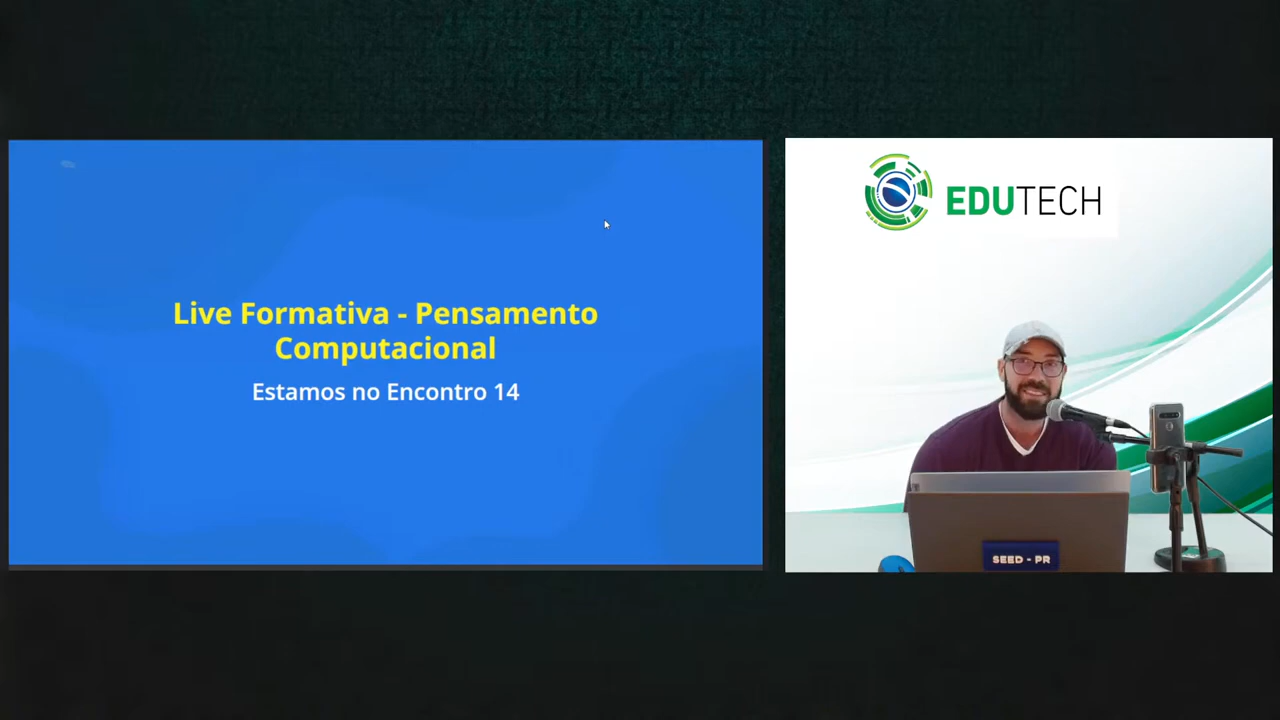 Live Formativa - Pensamento
Computacional
Estamos no Encontro 14
EDUTECH
SEED - PR